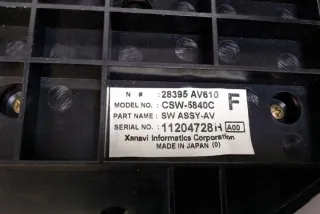 N #  : 28395 AV610
MODEL NO. : CSW-5840C F
PART NAME : SW ASSY-AV
SERIAL NO. : 11204728H A00
Xanavi Informatics Corporation
MADE IN JAPAN (0)